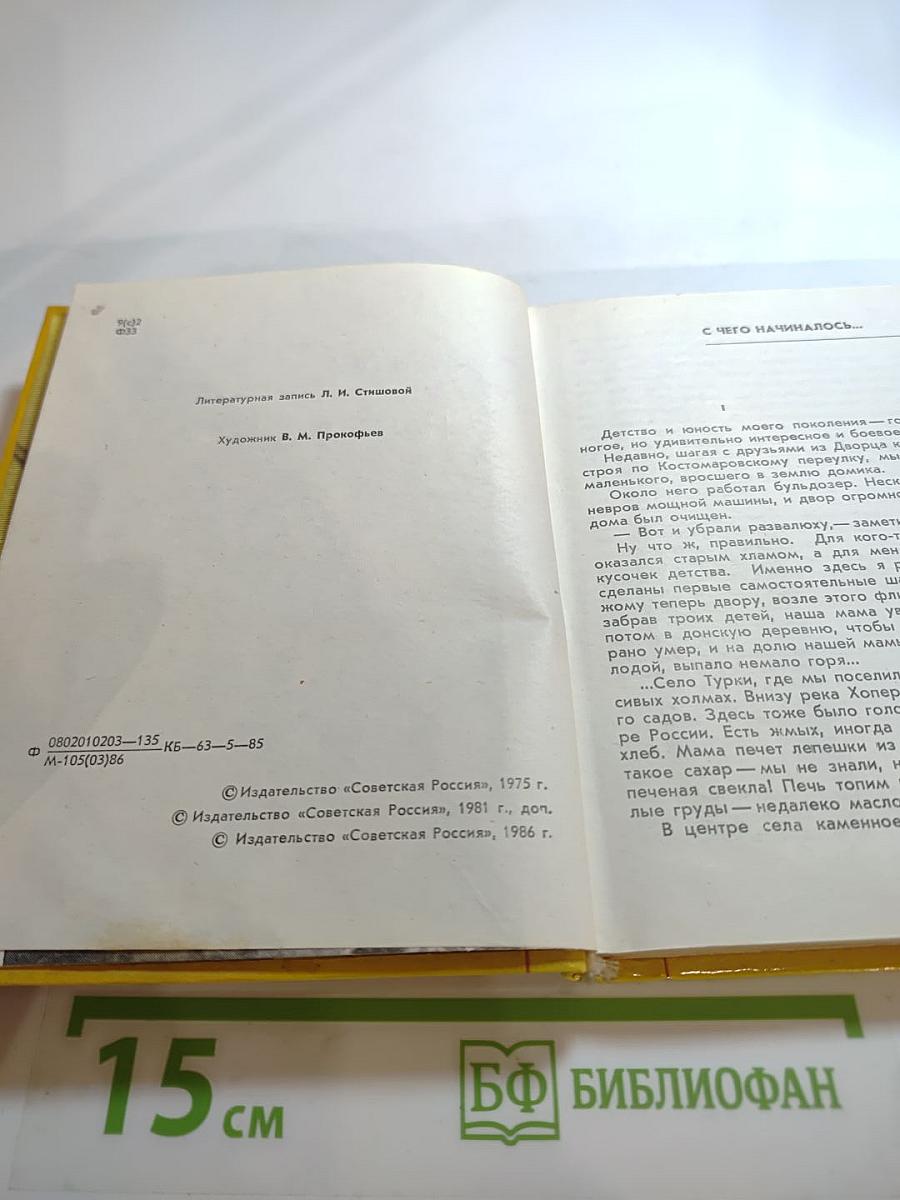 Р(с)2
Ф33
Литературная запись Л. И. Стишовой
Художник В. М. Прокофьев
Ф 0802010203—135 КБ—63—5—85
М-105(03)86
© Издательство «Советская Россия», 1975 г.
© Издательство «Советская Россия», 1981 г., доп.
© Издательство «Советская Россия», 1986 г.
С ЧЕГО НАЧИНАЛОСЬ...
I
Детство и юность моего поколения — го
ногое, но удивительно интересное и боевое
Недавно, шагая с друзьями из Дворца к
строя по Костомаровскому переулку, мы
маленького, вросшего в землю домика.
Около него работал бульдозер. Неск
невров мощной машины, и двор огромно
дома был очищен.
— Вот и убрали развалюху,— замети
Ну что ж, правильно. Для кого-т
оказался старым хламом, а для мен
кусочек детства. Именно здесь я р
сделаны первые самостоятельные ша
жому теперь двору, возле этого фли
забрав троих детей, наша мама ув
потом в донскую деревню, чтобы
рано умер, и на долю нашей мамы
лодой, выпало немало горя...
...Село Турки, где мы поселил
сивых холмах. Внизу река Хопер
го садов. Здесь тоже было голо
ре России. Есть жмых, иногда
хлеб. Мама печет лепешки из
такое сахар — мы не знали, н
печеная свекла! Печь топим
лые груды — недалеко масло
В центре села каменное
15 см
БФ БИБЛИОФАН